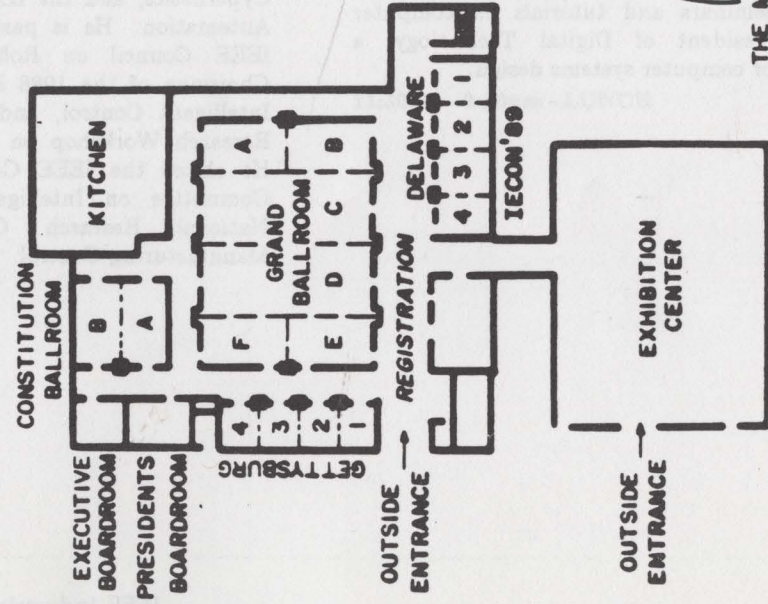 CONSTITUTION
BALLROOM
KITCHEN
B
A
EXECUTIVE
BOARDROOM
PRESIDENTS
BOARDROOM
GRAND
BALLROOM
A
B
C
D
E
F
GETTYSBURG
4
3
2
1
DELAWARE
2
3
4
IECON'89
REGISTRATION
OUTSIDE
ENTRANCE
EXHIBITION
CENTER
OUTSIDE
ENTRANCE
THE